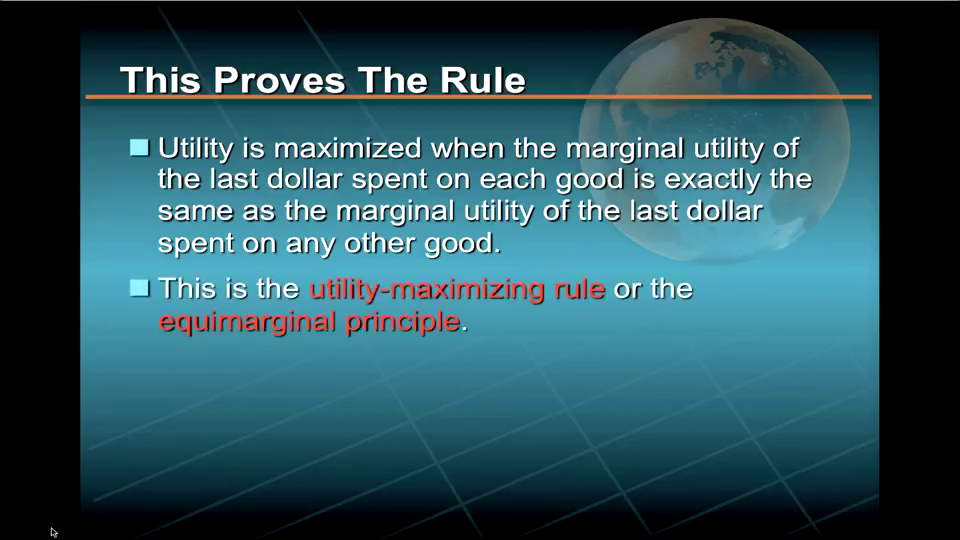 This Proves The Rule
Utility is maximized when the marginal utility of
the last dollar spent on each good is exactly the
same as the marginal utility of the last dollar
spent on any other good.
This is the utility-maximizing rule or the
equimarginal principle.